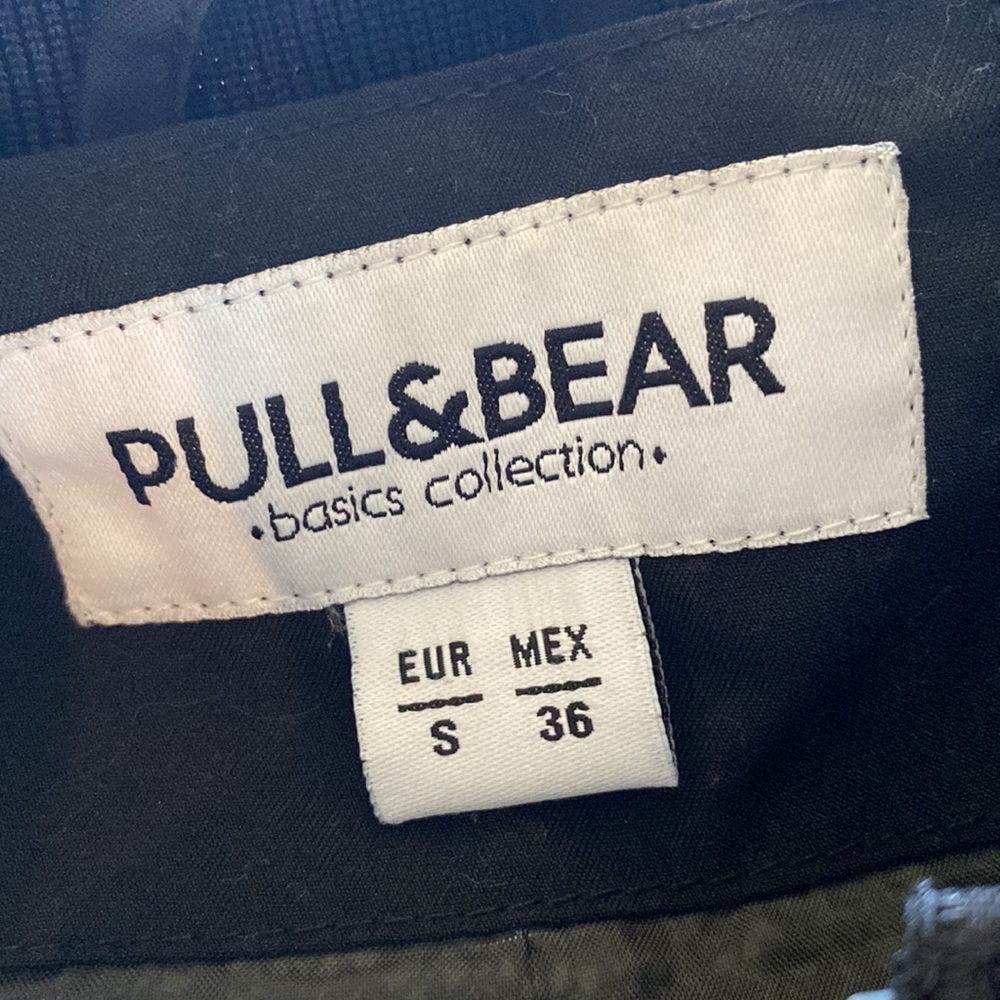 PULL&BEAR
•basics collection•
EUR MEX
S 36